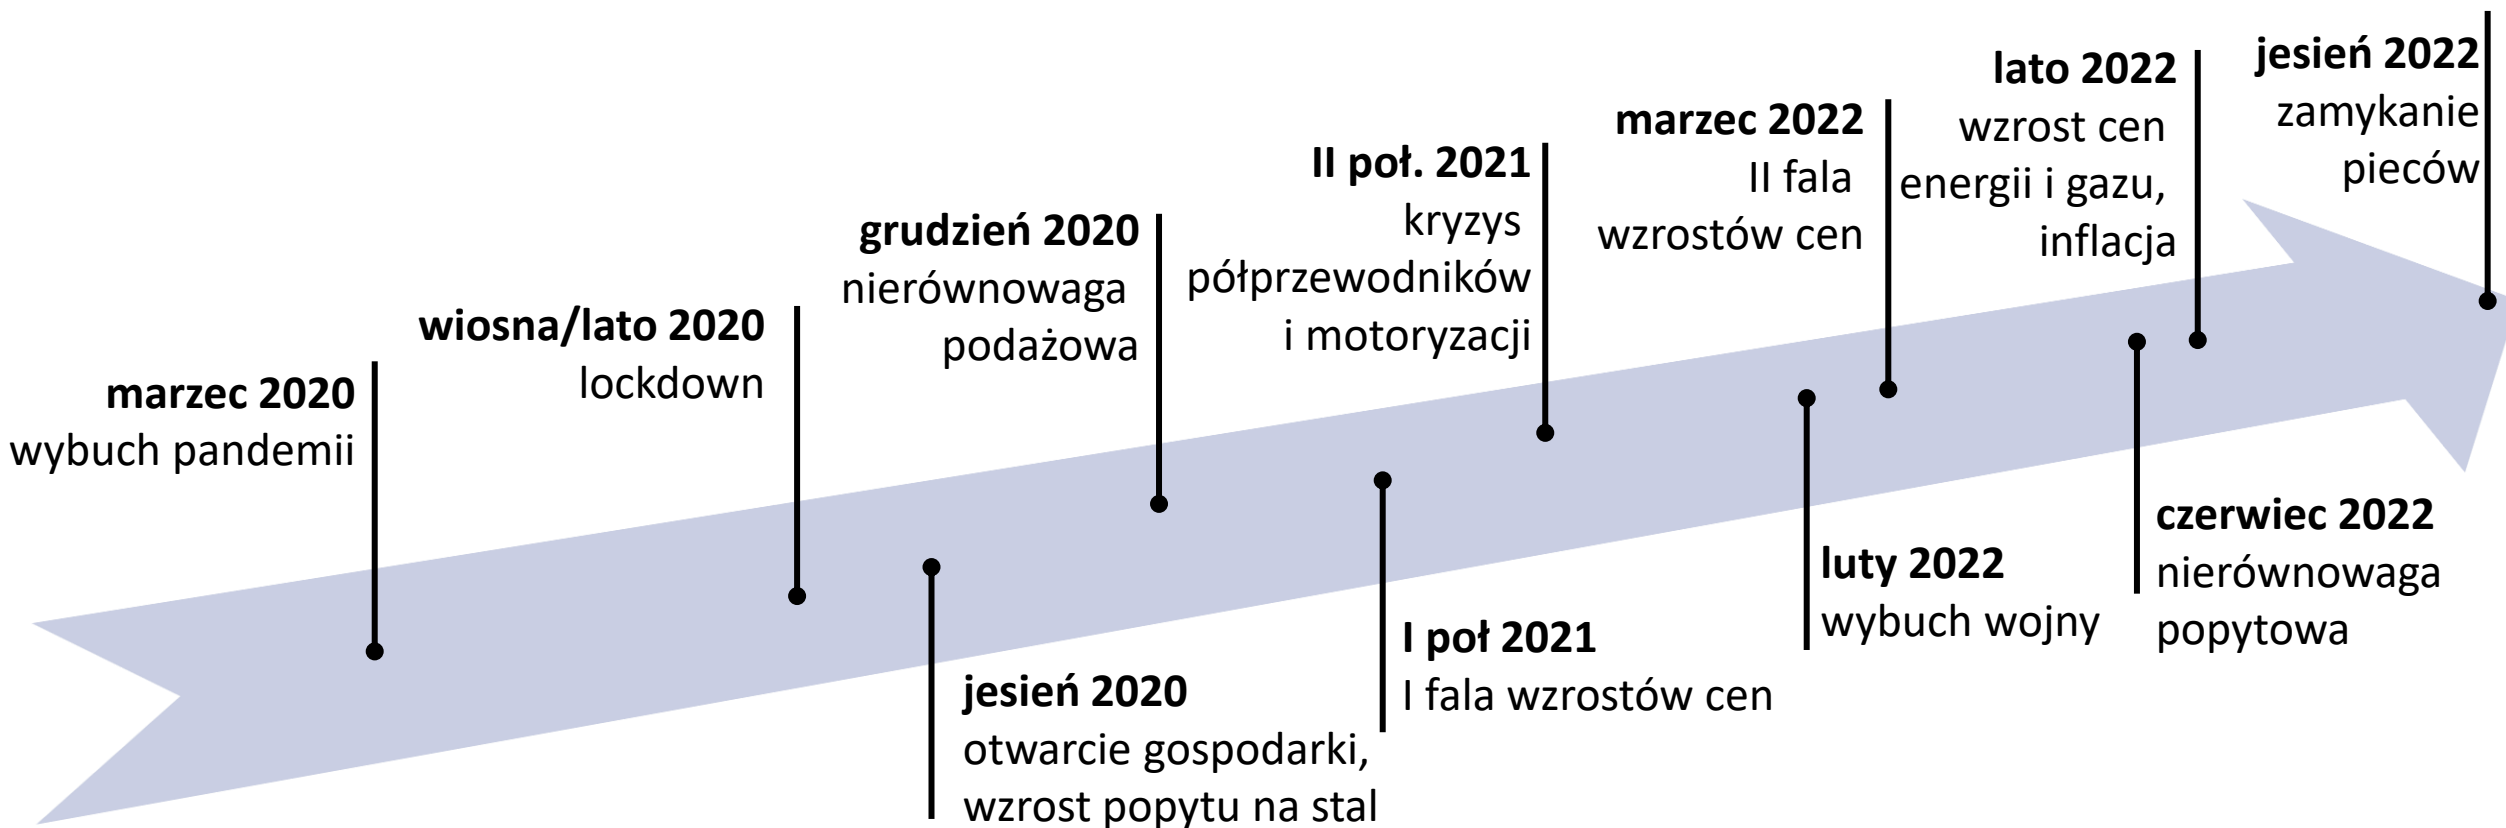 marzec 2020
wybuch pandemii
wiosna/lato 2020
lockdown
jesień 2020
otwarcie gospodarki,
wzrost popytu na stal
grudzień 2020
nierównowaga
podażowa
I poł 2021
I fala wzrostów cen
II poł. 2021
kryzys
półprzewodników
i motoryzacji
luty 2022
wybuch wojny
marzec 2022
II fala
wzrostów cen
czerwiec 2022
nierównowaga
popytowa
lato 2022
wzrost cen
energii i gazu,
inflacja
jesień 2022
zamykanie
pieców